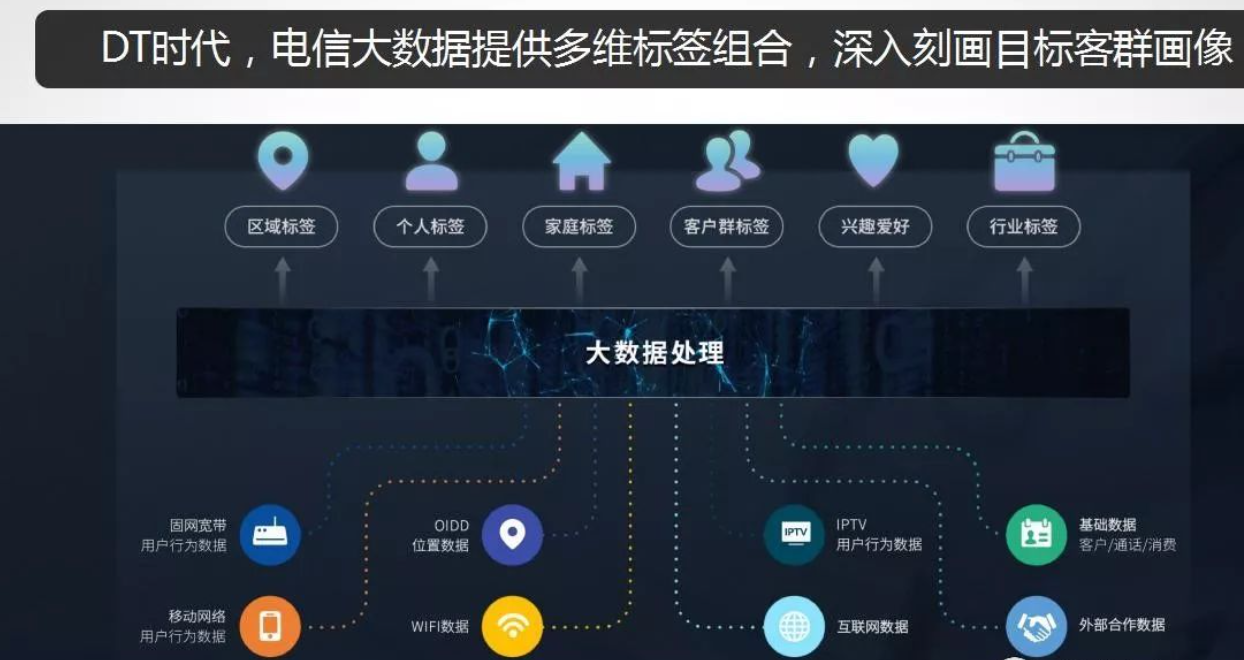 DT时代，电信大数据提供多维标签组合，深入刻画目标客群画像
区域标签
个人标签
家庭标签
客户群标签
兴趣爱好
行业标签
大数据处理
固网宽带
用户行为数据
OIDD
位置数据
IPTV
IPTV
用户行为数据
基础数据
客户/通话/消费
移动网络
用户行为数据
WIFI数据
互联网数据
外部合作数据